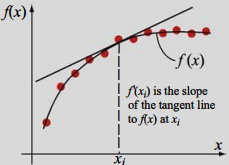 f(x)
f(x)
f'(xᵢ) is the slope
of the tangent line
to f(x) at xᵢ
x
xᵢ